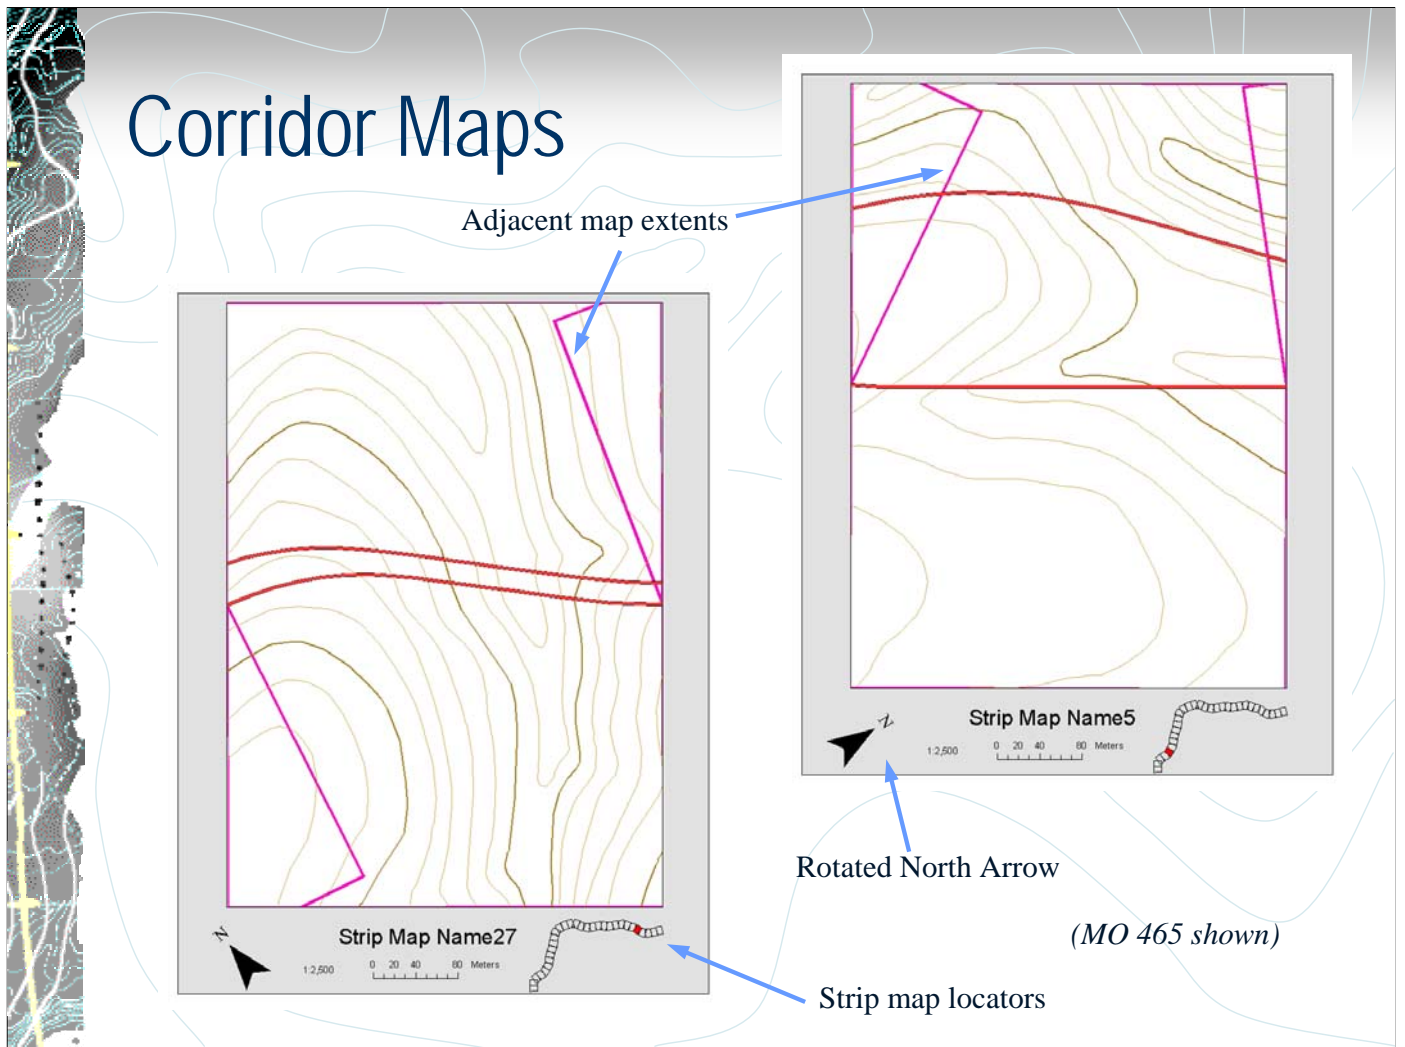 Corridor Maps
Adjacent map extents
N
Strip Map Name5
1:2,500
0 20 40 80 Meters
Rotated North Arrow
(MO 465 shown)
N
Strip Map Name27
1:2,500
0 20 40 80 Meters
Strip map locators